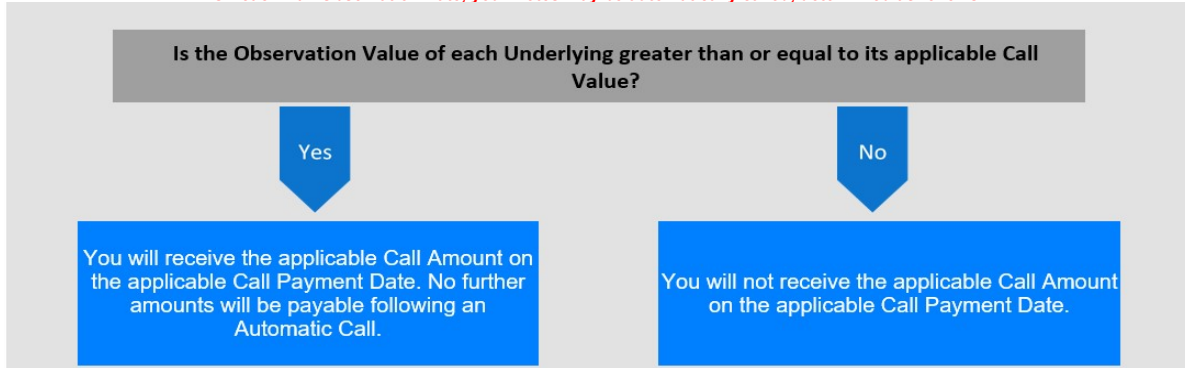 Is the Observation Value of each Underlying greater than or equal to its applicable Call
Value?
Yes
No
You will receive the applicable Call Amount on
the applicable Call Payment Date. No further
amounts will be payable following an
Automatic Call.
You will not receive the applicable Call Amount
on the applicable Call Payment Date.